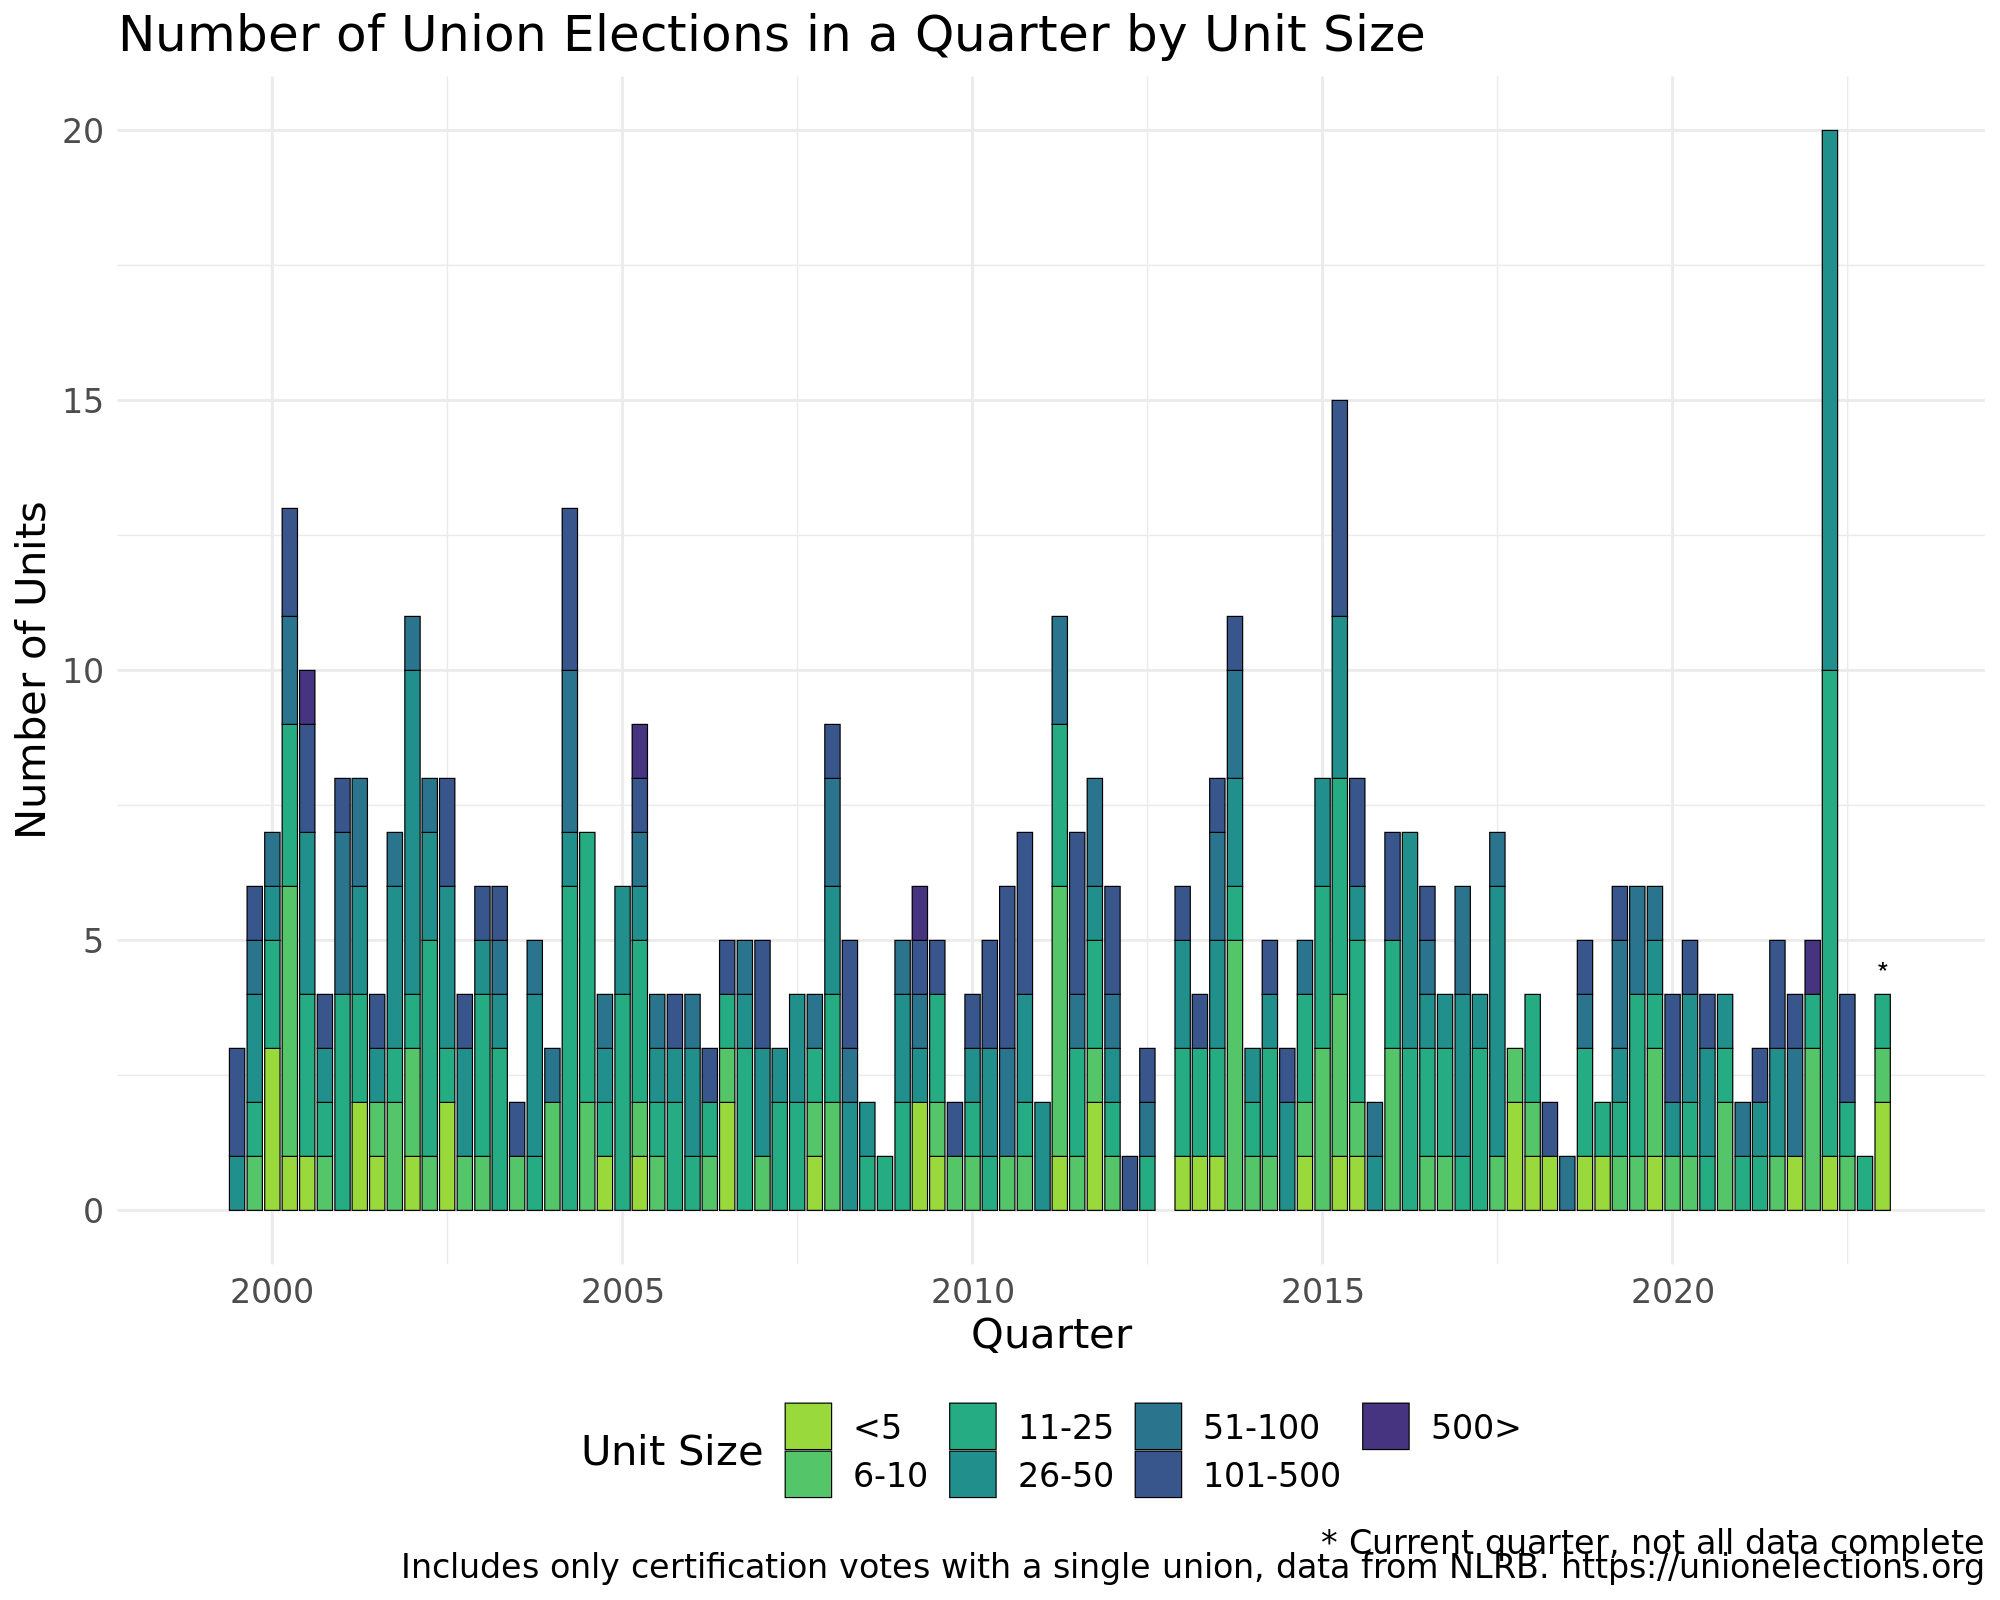 Number of Union Elections in a Quarter by Unit Size
Number of Units
20
15
10
5
0
*
2000 2005 2010 2015 2020
Quarter
Unit Size
<5 11-25 51-100 500>
6-10 26-50 101-500
* Current quarter, not all data complete
Includes only certification votes with a single union, data from NLRB. https://unionelections.org